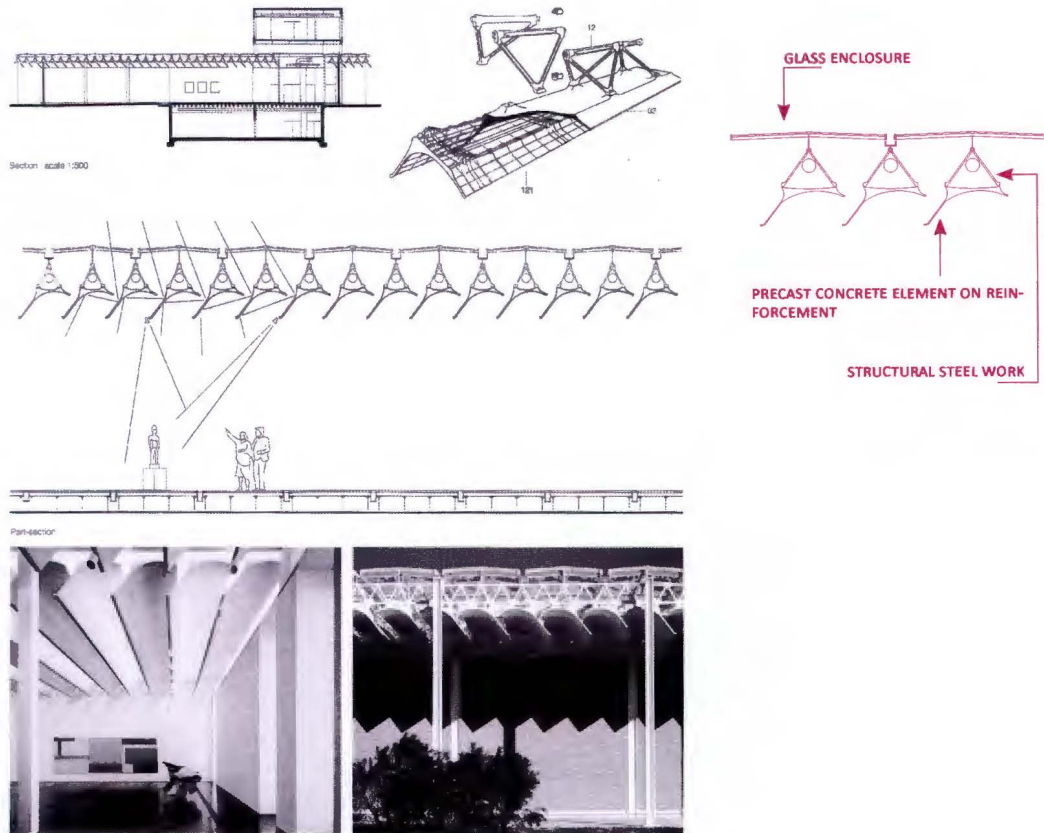 12
03
121
Section scale 1:500
GLASS ENCLOSURE
PRECAST CONCRETE ELEMENT ON REIN-
FORCEMENT
STRUCTURAL STEEL WORK
Part-section